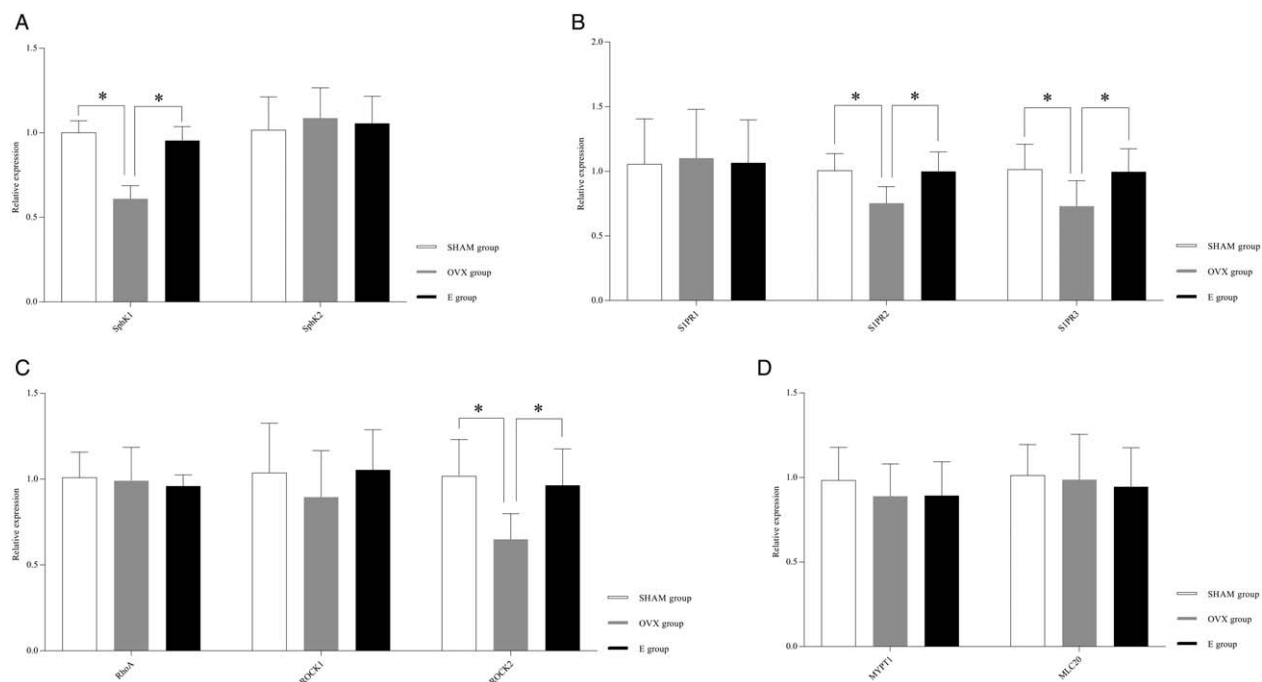 A
1.5
1.0
0.5
0.0
Relative expression
* *
SphK1
SphK2
SHAM group
OVX group
E group
B
2.0
1.5
1.0
0.5
0.0
Relative expression
* *
* *
S1PR1
S1PR2
S1PR3
SHAM group
OVX group
E group
C
1.5
1.0
0.5
0.0
Relative expression
* *
RhoA
ROCK1
ROCK2
SHAM group
OVX group
E group
D
1.5
1.0
0.5
0.0
Relative expression
MYPT1
MLC20
SHAM group
OVX group
E group